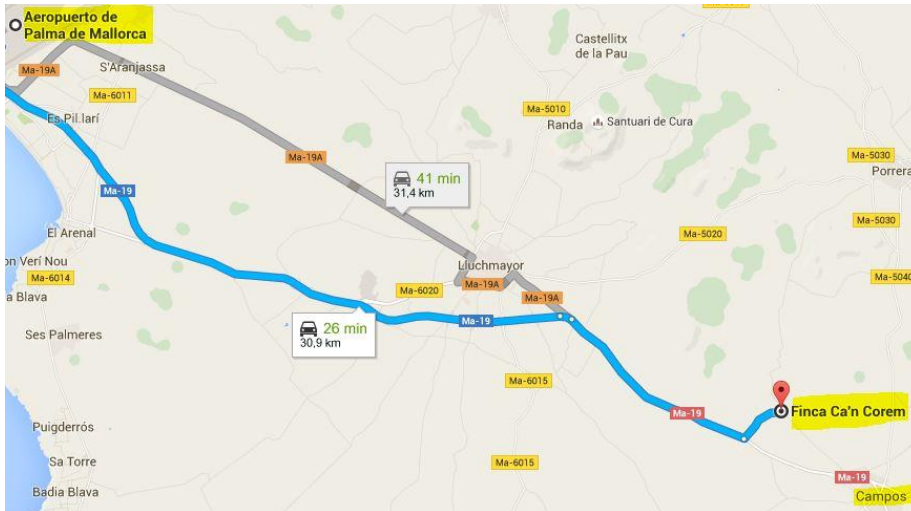 Aeropuerto de
Palma de Mallorca
Ma-19A
S'Aranjassa
Ma-6011
Es Pil.larí
Castellitx
de la Pau
Ma-5010
Randa
Santuari de Cura
Ma-19A
Ma-5030
Porrera
41 min
31,4 km
Ma-19
Ma-5030
El Arenal
Ma-5020
on Verí Nou
Ma-6014
Lluchmayor
Ma-19A
Ma-6020
Ma-5040
a Blava
Ma-19A
26 min
30,9 km
Ma-19
Ses Palmeres
Ma-6015
Ma-19
Finca Ca'n Corem
Puigderrós
Sa Torre
Ma-6015
Ma-19
Badia Blava
Campos